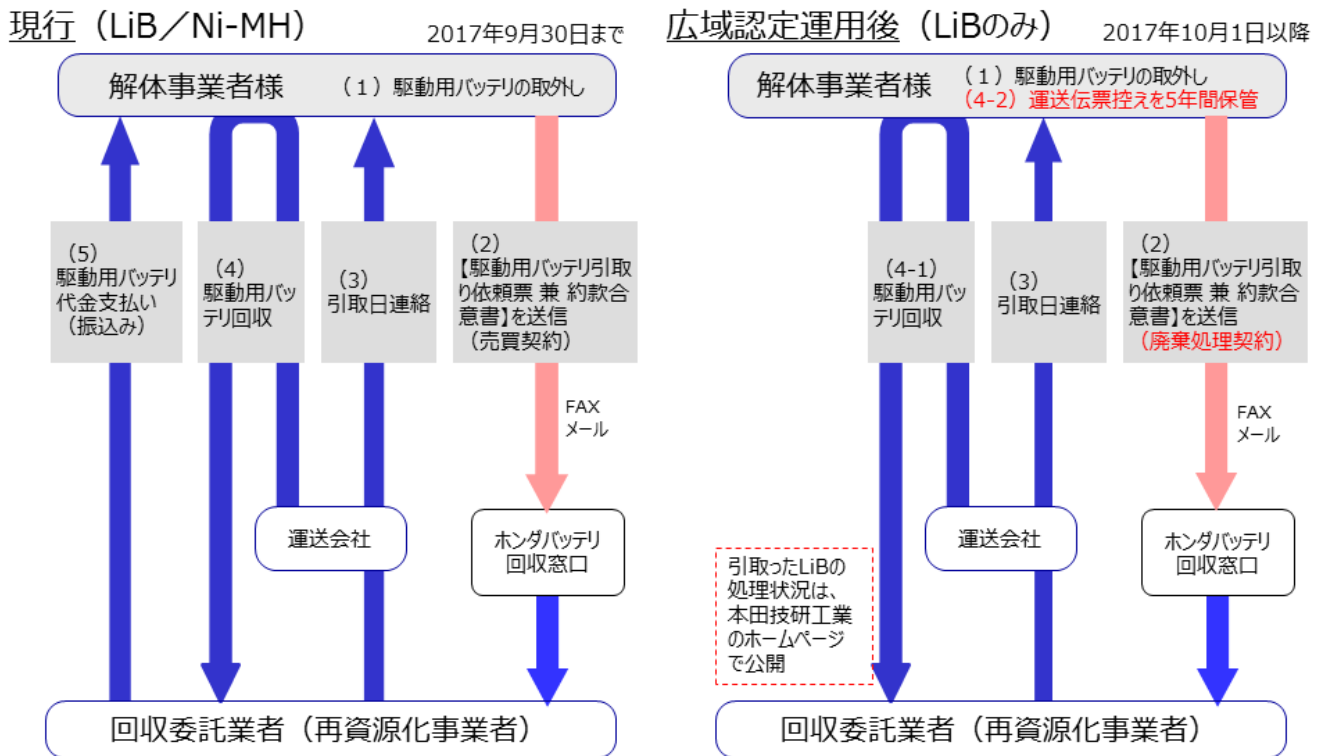 現行（LiB／Ni-MH）
2017年9月30日まで
解体事業者様
（1）駆動用バッテリの取外し
（5）
駆動用バッテリ
代金支払い
（振込み）
（4）
駆動用バッ
テリ回収
（3）
引取日連絡
（2）
【駆動用バッテリ引取
り依頼票 兼 約款合
意書】を送信
（売買契約）
FAX
メール
運送会社
ホンダバッテリ
回収窓口
回収委託業者（再資源化事業者）
広域認定運用後（LiBのみ）
2017年10月1日以降
解体事業者様
（1）駆動用バッテリの取外し
（4-2）運送伝票控えを5年間保管
（4-1）
駆動用バッ
テリ回収
（3）
引取日連絡
（2）
【駆動用バッテリ引取
り依頼票 兼 約款合
意書】を送信
（廃棄処理契約）
FAX
メール
運送会社
ホンダバッテリ
回収窓口
引取ったLiBの
処理状況は、
本田技研工業
のホームページ
で公開
回収委託業者（再資源化事業者）